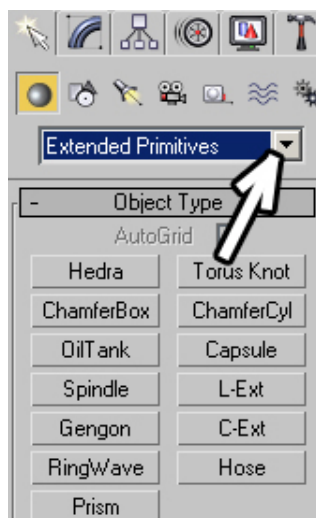 Extended Primitives
- Object Type
AutoGrid
Hedra Torus Knot
ChamferBox ChamferCyl
OilTank Capsule
Spindle L-Ext
Gengon C-Ext
RingWave Hose
Prism